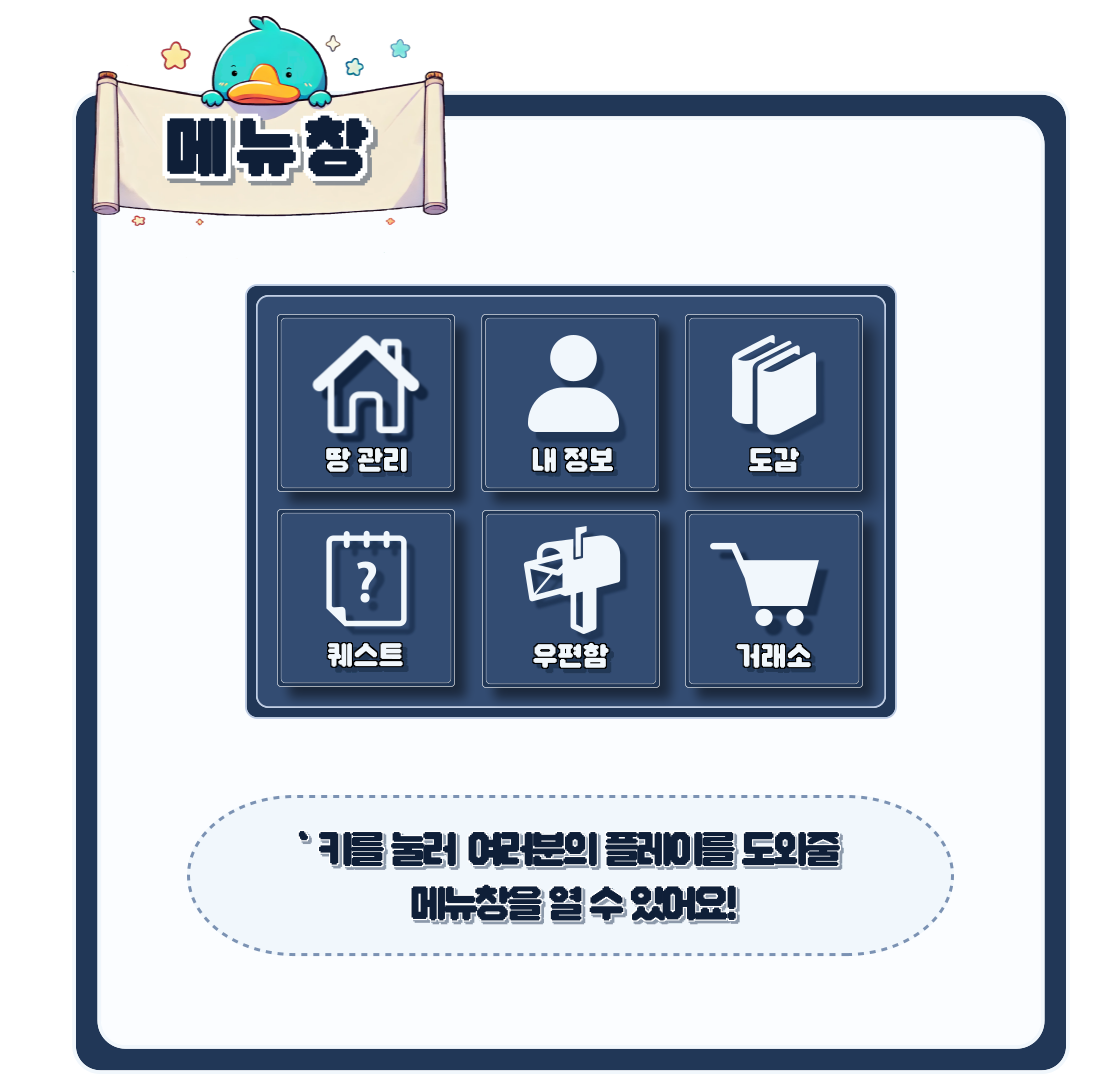 메뉴창
땅 관리
내 정보
도감
?
퀘스트
우편함
거래소
` 키를 눌러 여러분의 플레이를 도와줄
메뉴창을 열 수 있어요!